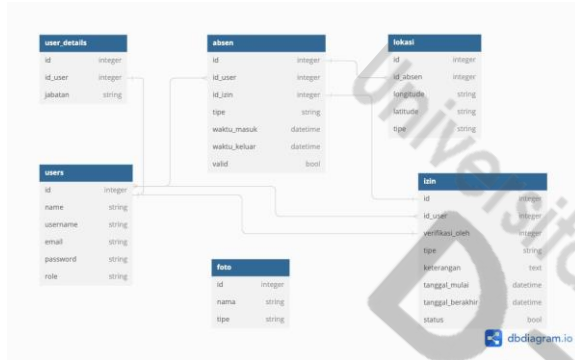 user_details
id integer
id_user integer
jabatan string
absen
id integer
id_user integer
id_izin integer
tipe string
waktu_masuk datetime
waktu_keluar datetime
valid bool
lokasi
id integer
id_absen integer
longitude string
latitude string
tipe string
users
id integer
name string
username string
email string
password string
role string
foto
id integer
nama string
tipe string
izin
id integer
id_user integer
verifikasi_oleh integer
tipe string
keterangan text
tanggal_mulai datetime
tanggal_berakhir datetime
status bool
dbdiagram.io